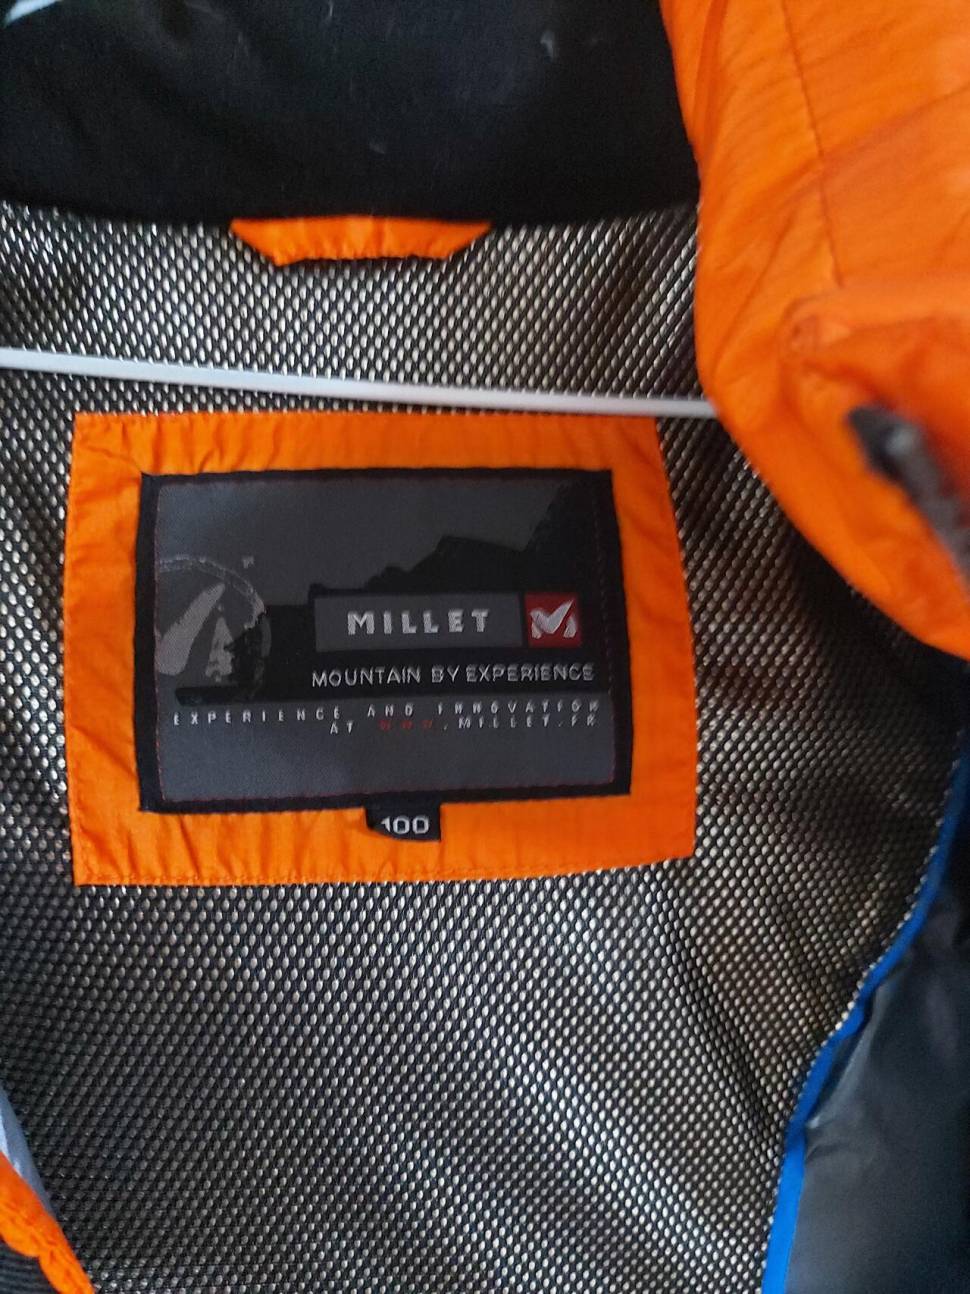 MILLET
MOUNTAIN BY EXPERIENCE
EXPERIENCE AND INNOVATION
AT WWW.MILLET.FR
100